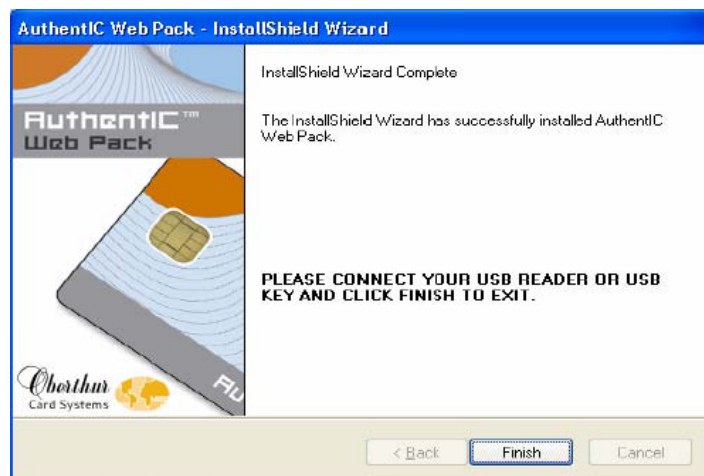 AuthentIC Web Pack - InstallShield Wizard
InstallShield Wizard Complete
The InstallShield Wizard has successfully installed AuthentIC
Web Pack.
AuthentIC™
Web Pack
PLEASE CONNECT YOUR USB READER OR USB
KEY AND CLICK FINISH TO EXIT.
Au
Oberthur
Card Systems
< Back
Finish
Cancel